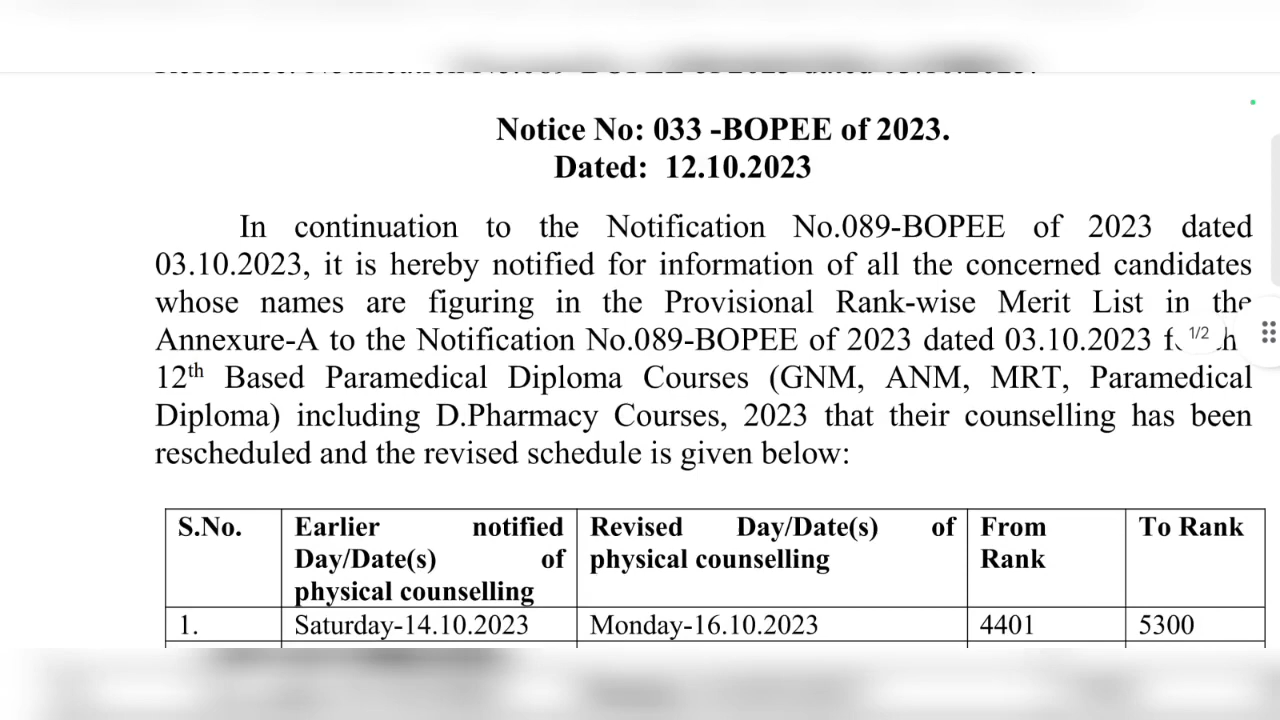 Notice No: 033 -BOPEE of 2023.
Dated: 12.10.2023
In continuation to the Notification No.089-BOPEE of 2023 dated
03.10.2023, it is hereby notified for information of all the concerned candidates
whose names are figuring in the Provisional Rank-wise Merit List in the
Annexure-A to the Notification No.089-BOPEE of 2023 dated 03.10.2023
1/2
12th Based Paramedical Diploma Courses (GNM, ANM, MRT, Paramedical
Diploma) including D.Pharmacy Courses, 2023 that their counselling has been
rescheduled and the revised schedule is given below:
S.No. Earlier notified Revised Day/Date(s) of From To Rank
Day/Date(s) of physical counselling Rank
physical counselling
1. Saturday-14.10.2023 Monday-16.10.2023 4401 5300